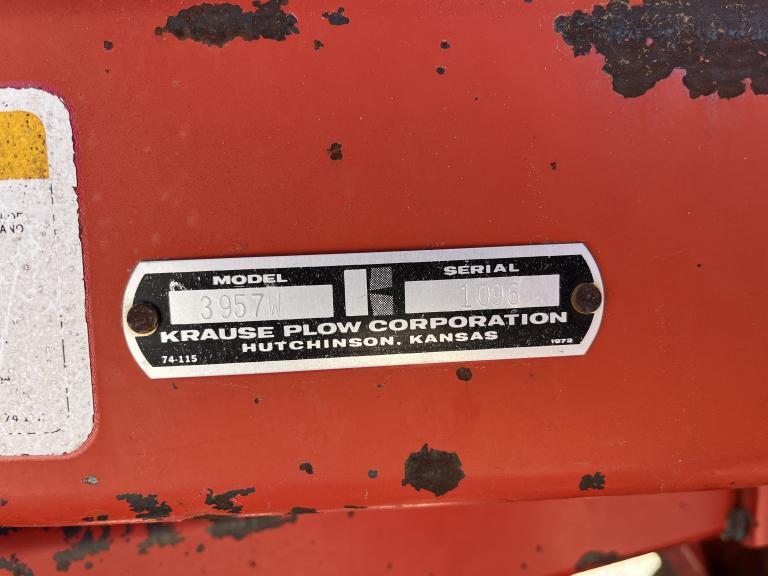 MODEL SERIAL
3957W 1096
KRAUSE PLOW CORPORATION
HUTCHINSON, KANSAS
74-115 1972